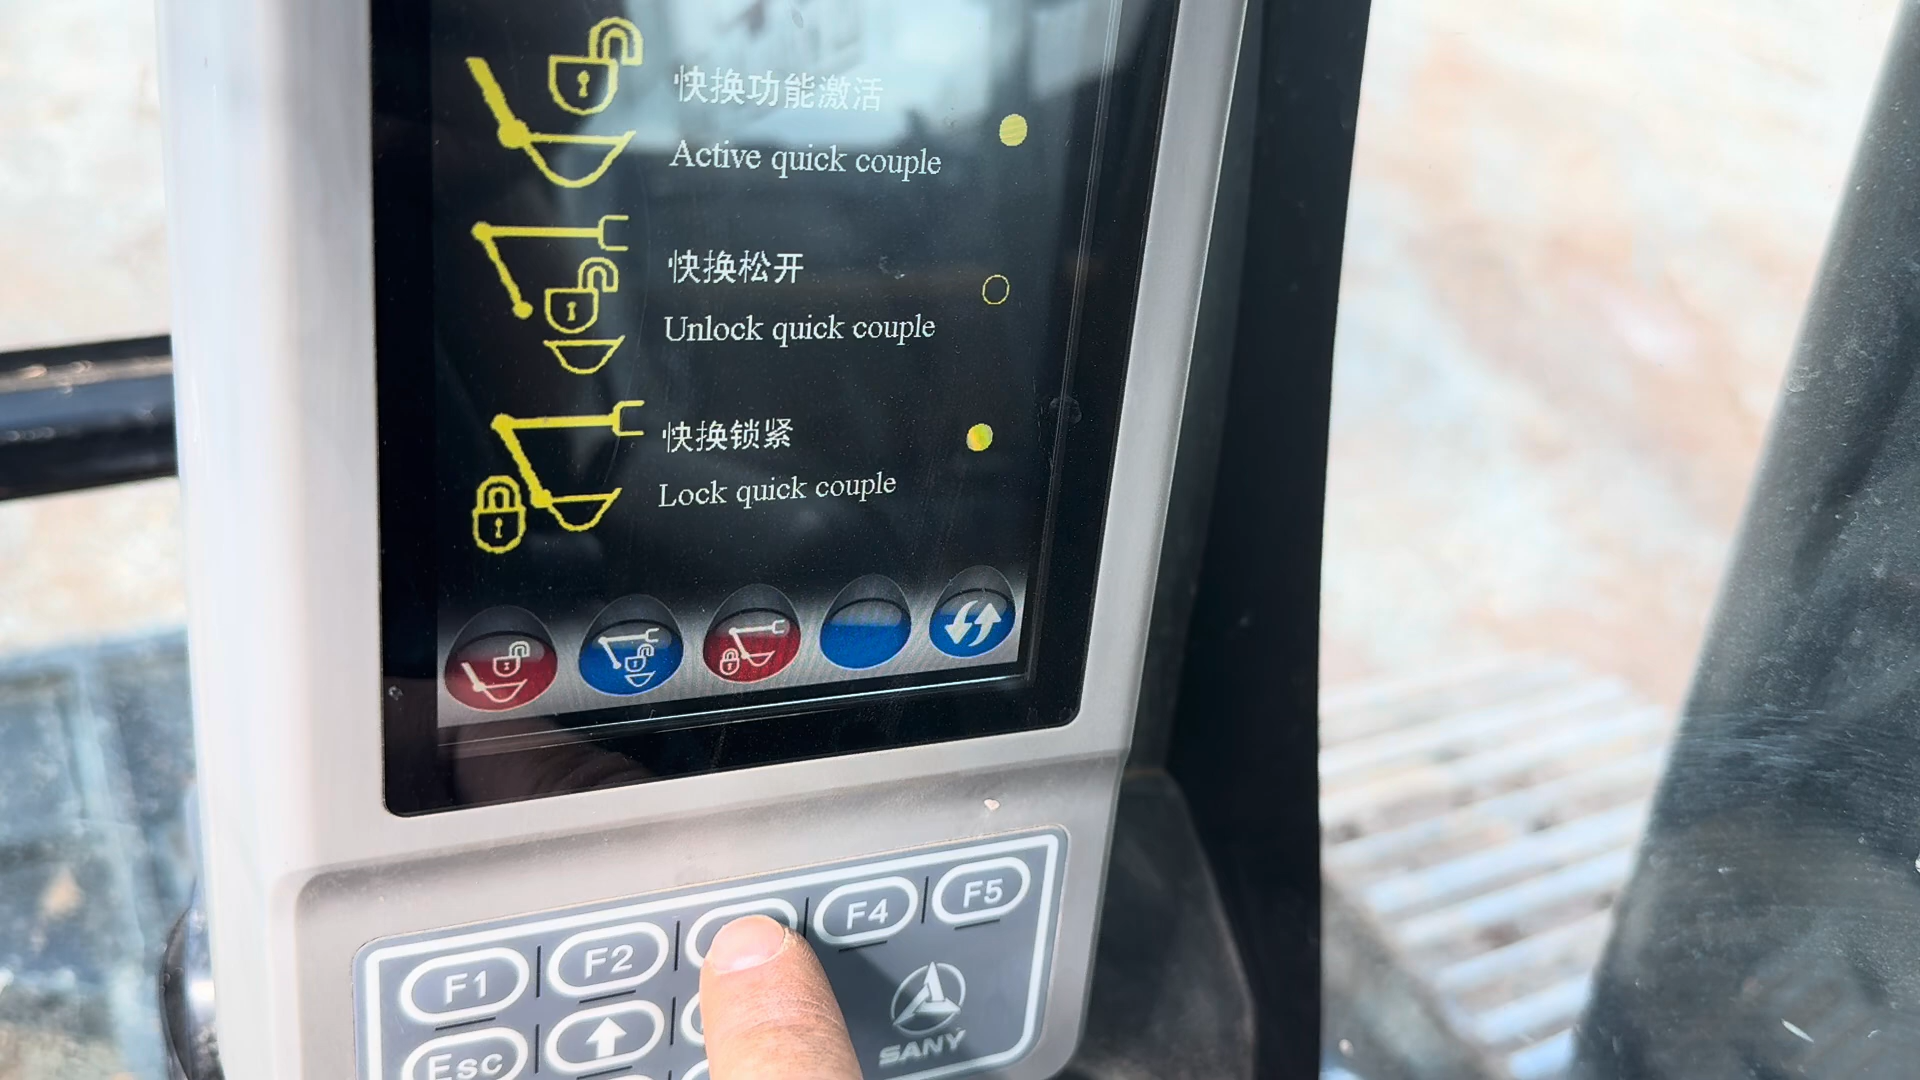 快换功能激活
Active quick couple
快换松开
Unlock quick couple
快换锁紧
Lock quick couple
F1
F2
F4
F5
Esc
SANY